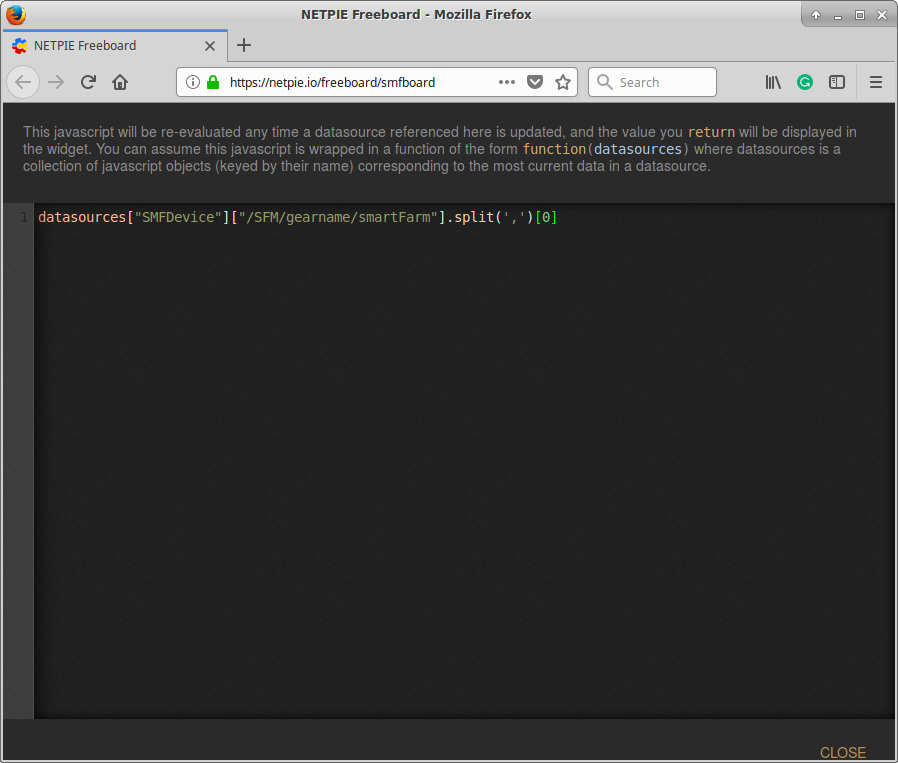 NETPIE Freeboard - Mozilla Firefox
NETPIE Freeboard
https://netpie.io/freeboard/smfboard
Search
This javascript will be re-evaluated any time a datasource referenced here is updated, and the value you return will be displayed in
the widget. You can assume this javascript is wrapped in a function of the form function(datasources) where datasources is a
collection of javascript objects (keyed by their name) corresponding to the most current data in a datasource.
1 datasources["SMFDevice"]["/SFM/gearname/smartFarm"].split(',')[0]
CLOSE